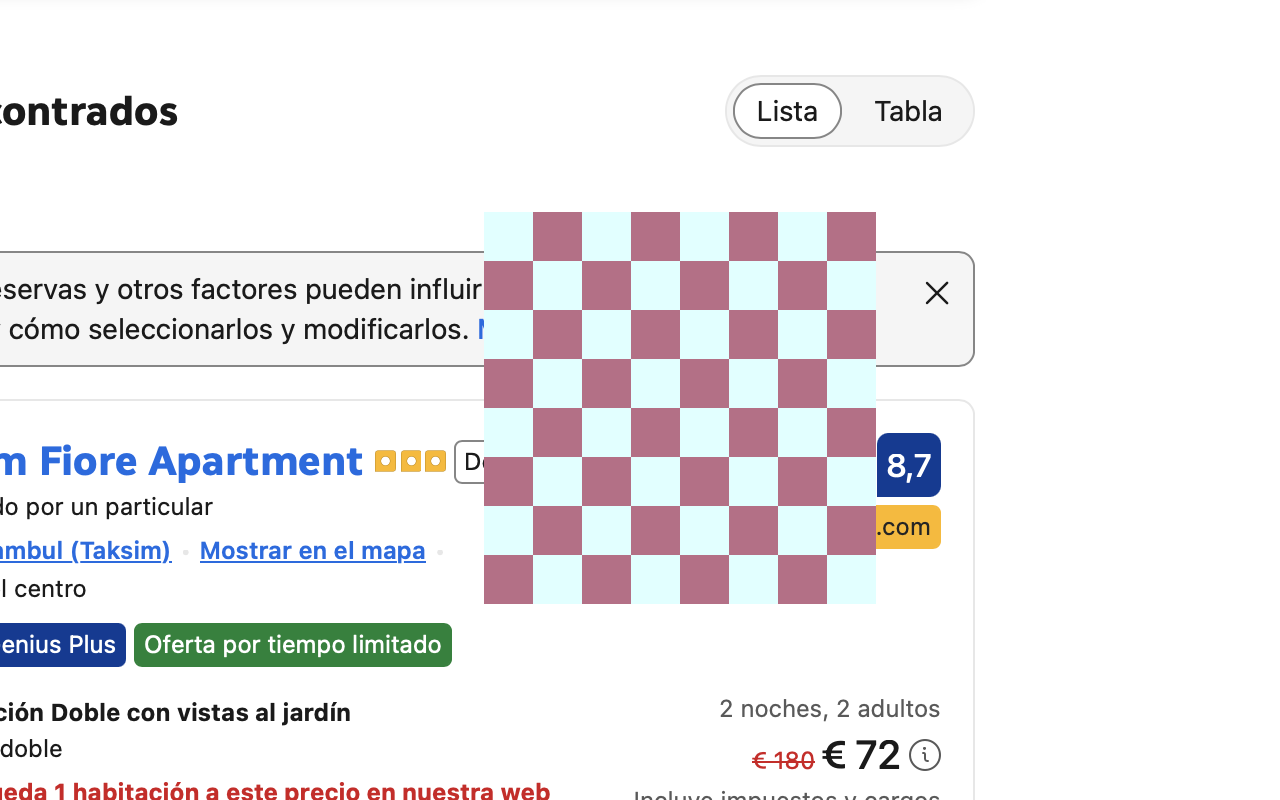 contrados
Lista
Tabla
servas y otros factores pueden influir
cómo seleccionarlos y modificarlos.
m Fiore Apartment
8,7
do por un particular
.com
ambul (Taksim) · Mostrar en el mapa ·
l centro
enius Plus
Oferta por tiempo limitado
ción Doble con vistas al jardín
2 noches, 2 adultos
doble
€ 180 € 72
ueda 1 habitación a este precio en nuestra web
Incluye impuestos y cargos